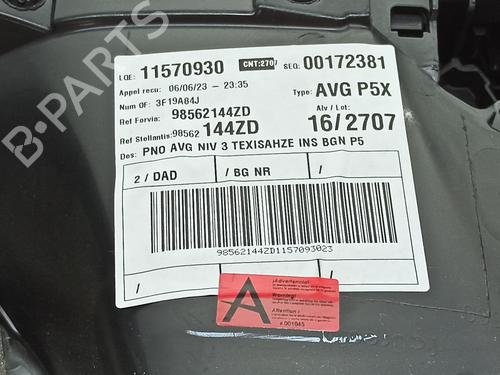 B-PARTS
LQE: 11570930 CNT:2707 SEQ: 00172381
Appel recu: 06/06/23 - 23:35 Type: AVG P5X
Num OF: 3F19A84J
Ref Forvia: 98562144ZD Alv / Lot:
Ref Stellantis: 98562 144ZD 16/2707
Des: PNO AVG NIV 3 TEXISAHZE INS BGN P5
2 / DAD / BG NR /
98562144ZD1157093023
/ /
A
¡Advertencia!
Warning!
Attention !